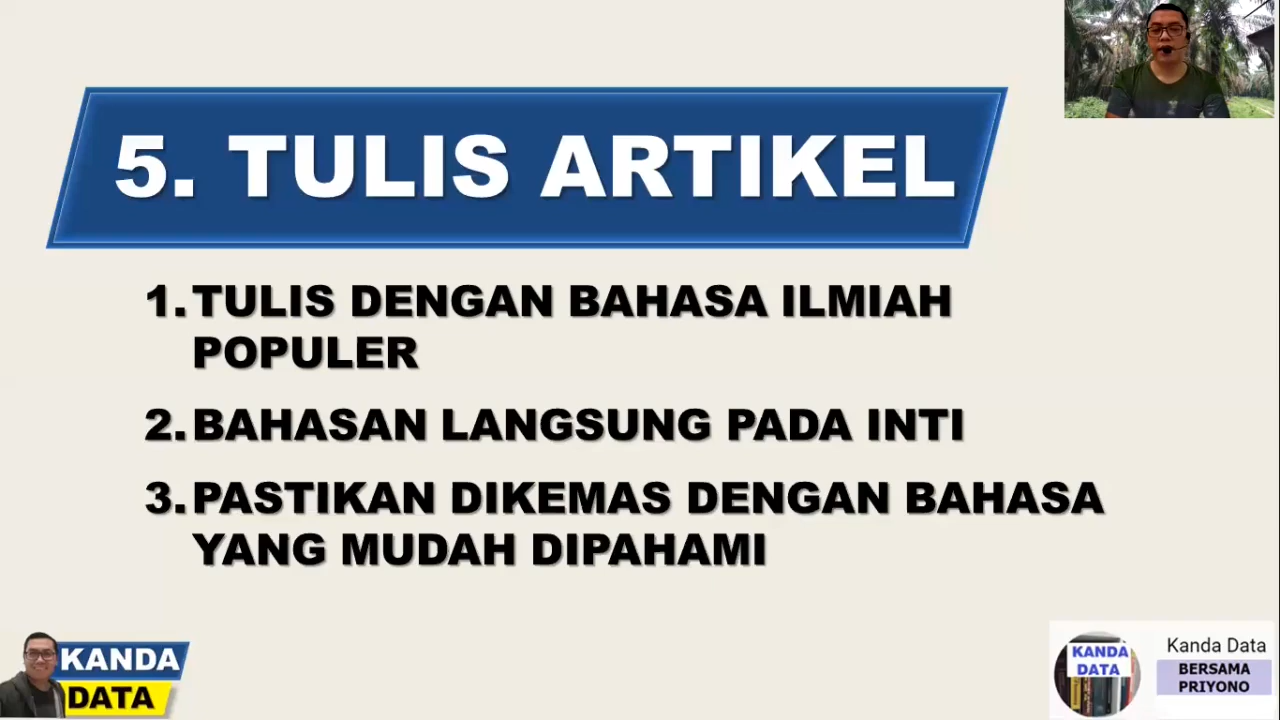 5. TULIS ARTIKEL
1. TULIS DENGAN BAHASA ILMIAH
POPULER
2. BAHASAN LANGSUNG PADA INTI
3. PASTIKAN DIKEMAS DENGAN BAHASA
YANG MUDAH DIPAHAMI
KANDA
DATA
KANDA
DATA
Kanda Data
BERSAMA
PRIYONO